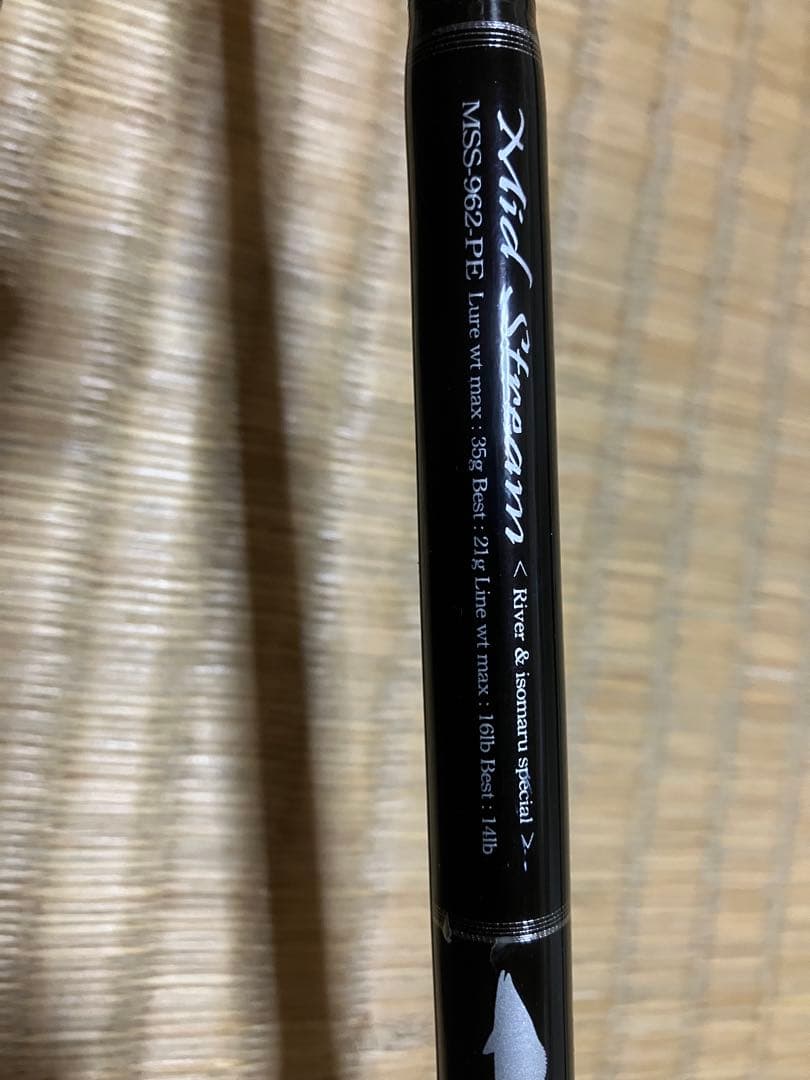 Mid Stream < River & isomaru special >
MSS-962-PE Lure wt max : 35g Best : 21g Line wt max : 16lb Best : 14lb